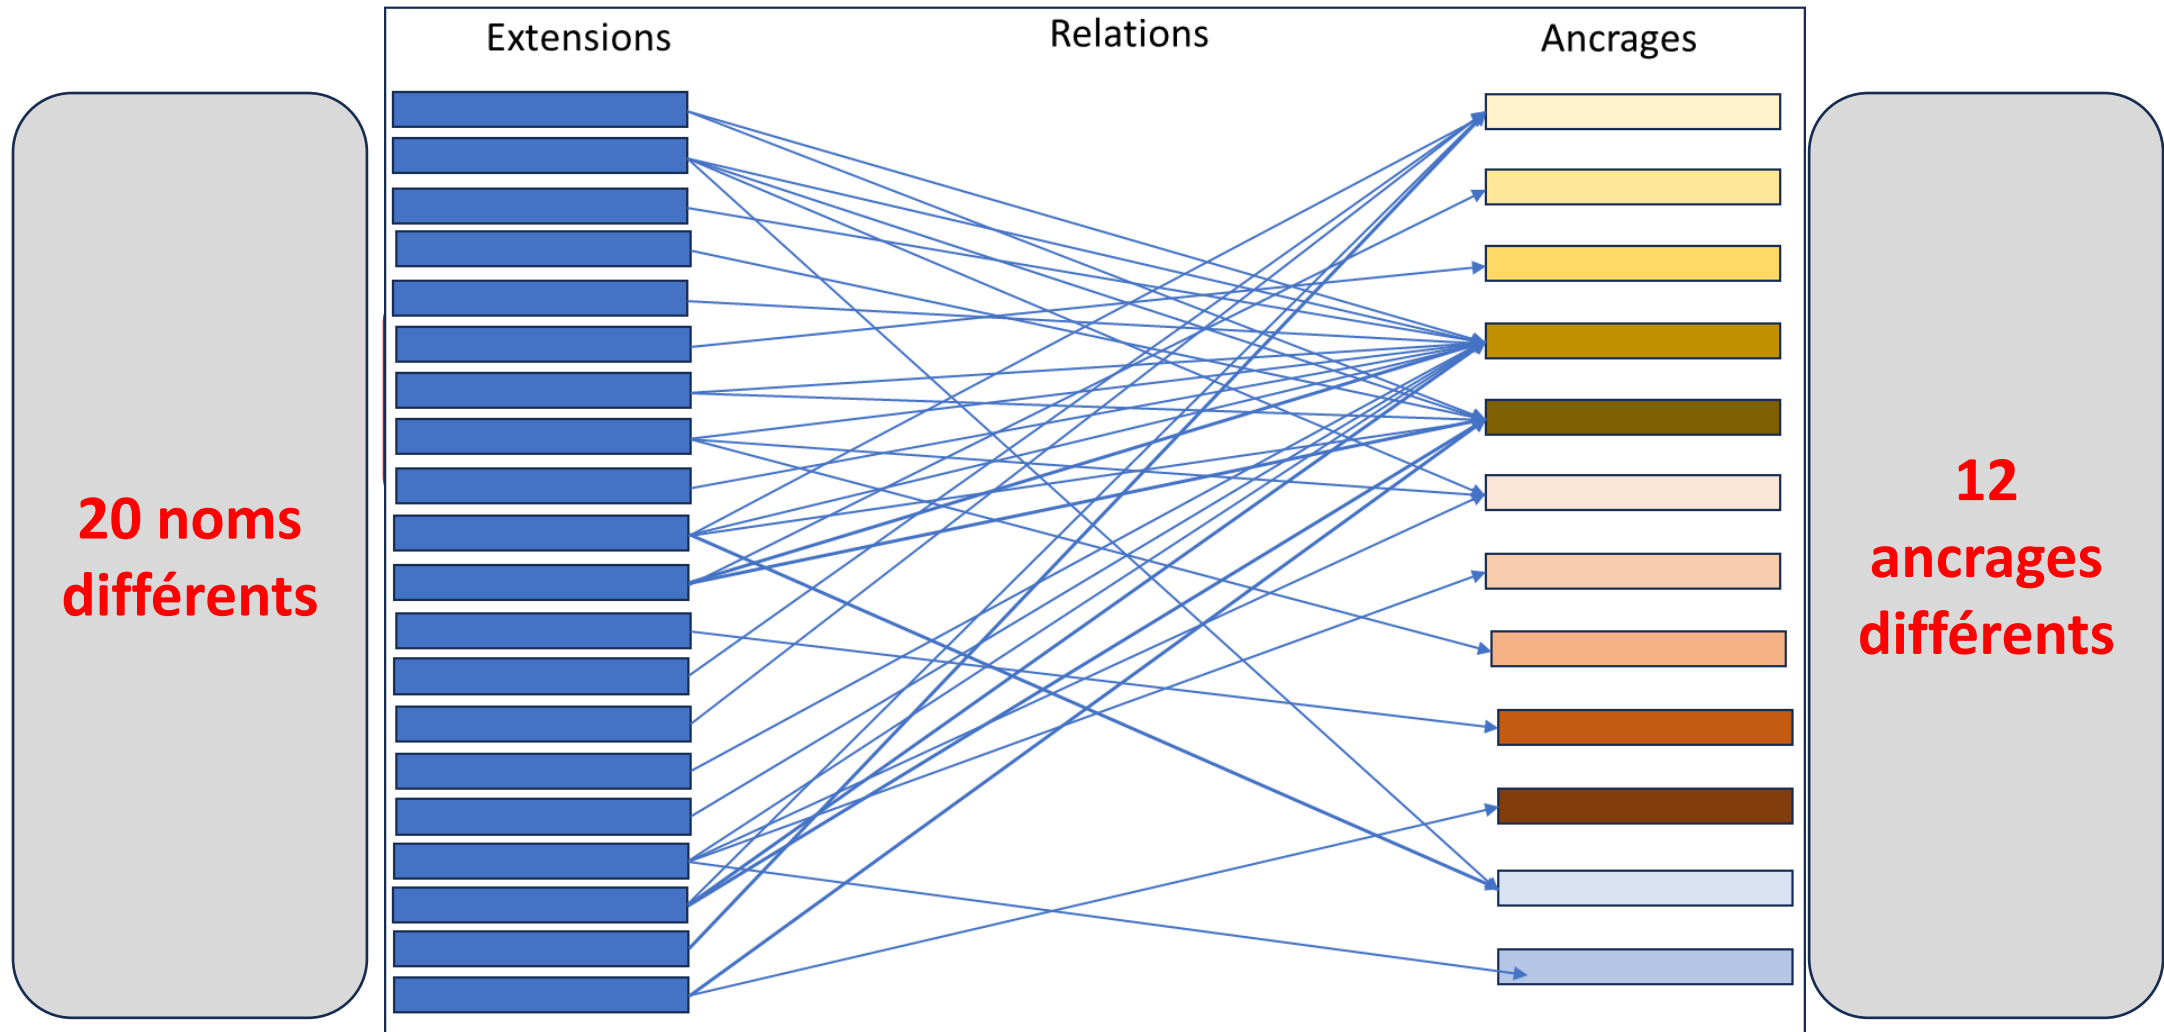 Extensions
Relations
Ancrages
20 noms
différents
12
ancrages
différents